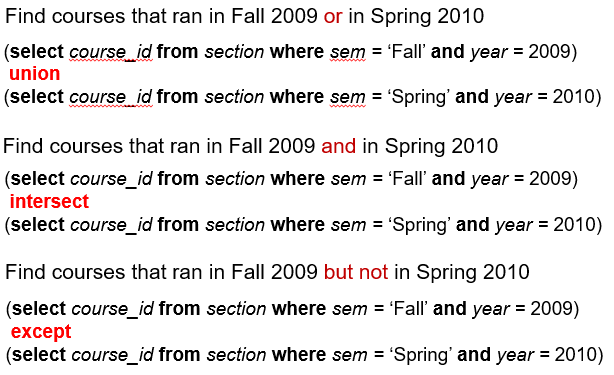 Find courses that ran in Fall 2009 or in Spring 2010
(select course_id from section where sem = ‘Fall’ and year = 2009)
union
(select course_id from section where sem = ‘Spring’ and year = 2010)
Find courses that ran in Fall 2009 and in Spring 2010
(select course_id from section where sem = ‘Fall’ and year = 2009)
intersect
(select course_id from section where sem = ‘Spring’ and year = 2010)
Find courses that ran in Fall 2009 but not in Spring 2010
(select course_id from section where sem = ‘Fall’ and year = 2009)
except
(select course_id from section where sem = ‘Spring’ and year = 2010)